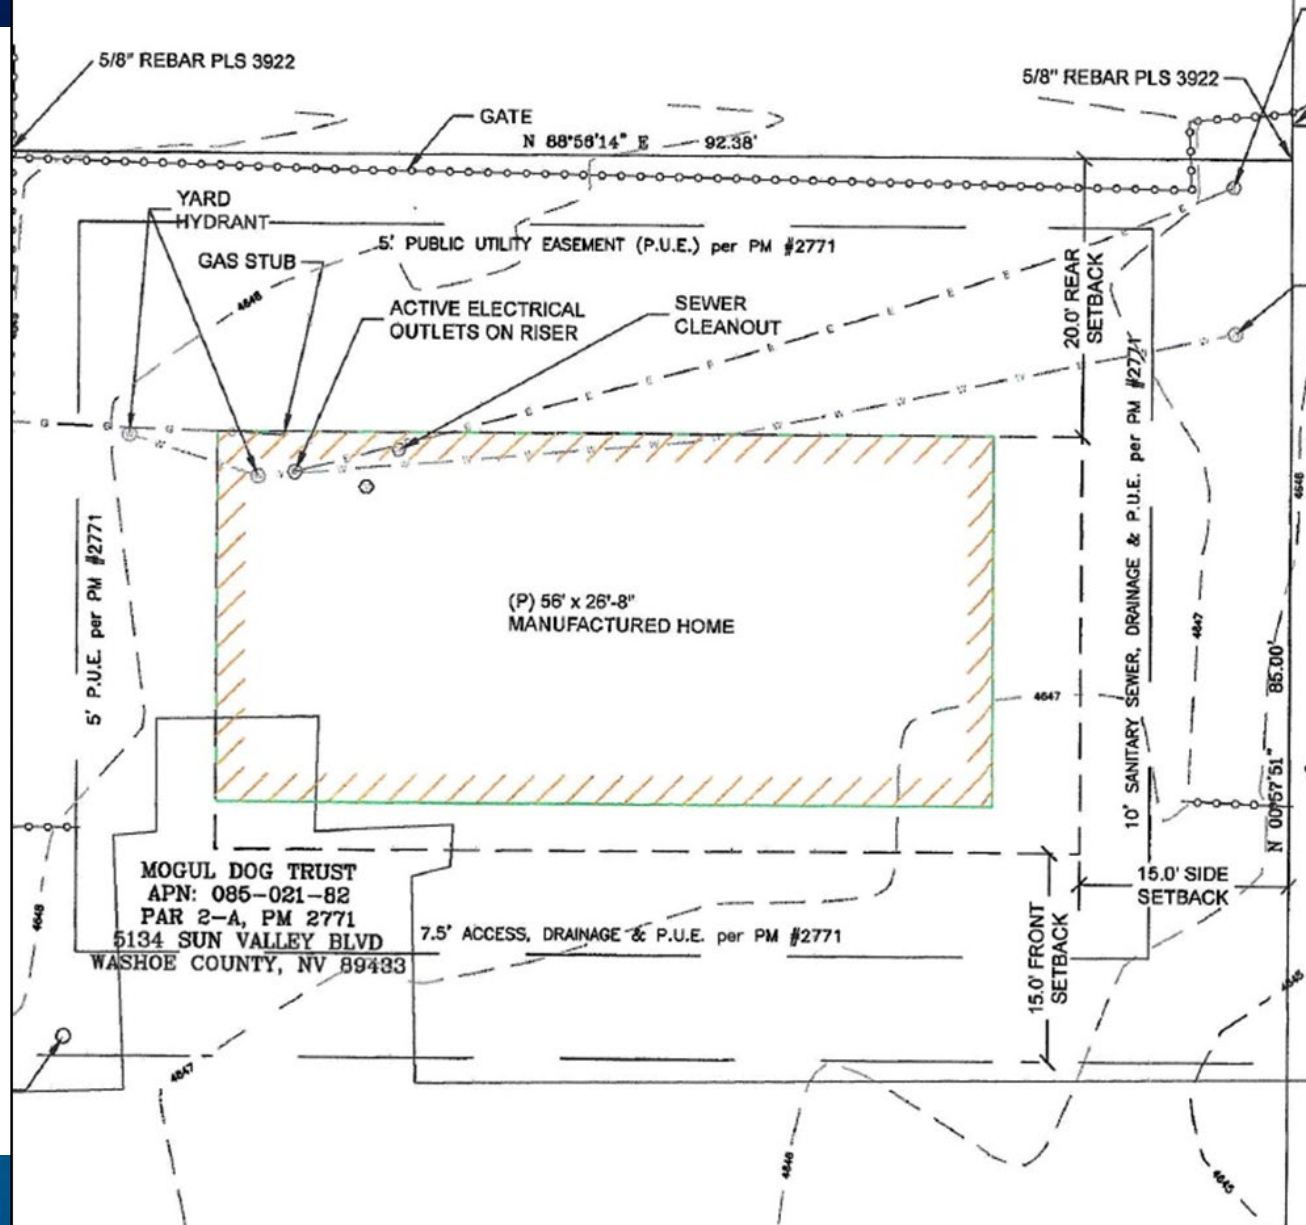 5/8" REBAR PLS 3922
5/8" REBAR PLS 3922
GATE
N 88°56'14" E 92.38'
YARD
HYDRANT
5' PUBLIC UTILITY EASEMENT (P.U.E.) per PM #2771
GAS STUB
4648
ACTIVE ELECTRICAL
OUTLETS ON RISER
SEWER
CLEANOUT
20.0' REAR
SETBACK
10' SANITARY SEWER, DRAINAGE & P.U.E. per PM #2771
4646
5' P.U.E. per PM #2771
(P) 56' x 26'-8"
MANUFACTURED HOME
4647
4647
N 00°57'51" 85.00'
MOGUL DOG TRUST
APN: 085-021-82
PAR 2-A, PM 2771
5134 SUN VALLEY BLVD
WASHOE COUNTY, NV 89433
4648
7.5' ACCESS, DRAINAGE & P.U.E. per PM #2771
15.0' SIDE
SETBACK
15.0' FRONT
SETBACK
4647
4646
4645
4645